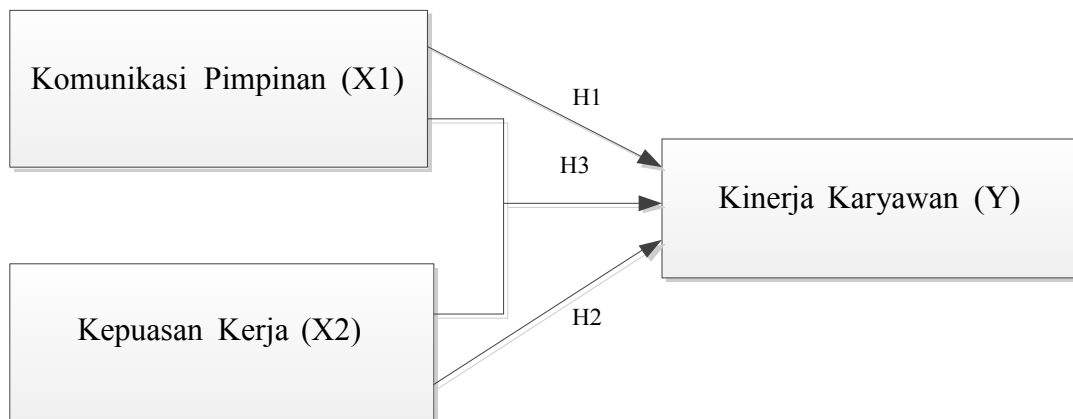 Komunikasi Pimpinan (X1)
H1
H3
Kinerja Karyawan (Y)
Kepuasan Kerja (X2)
H2